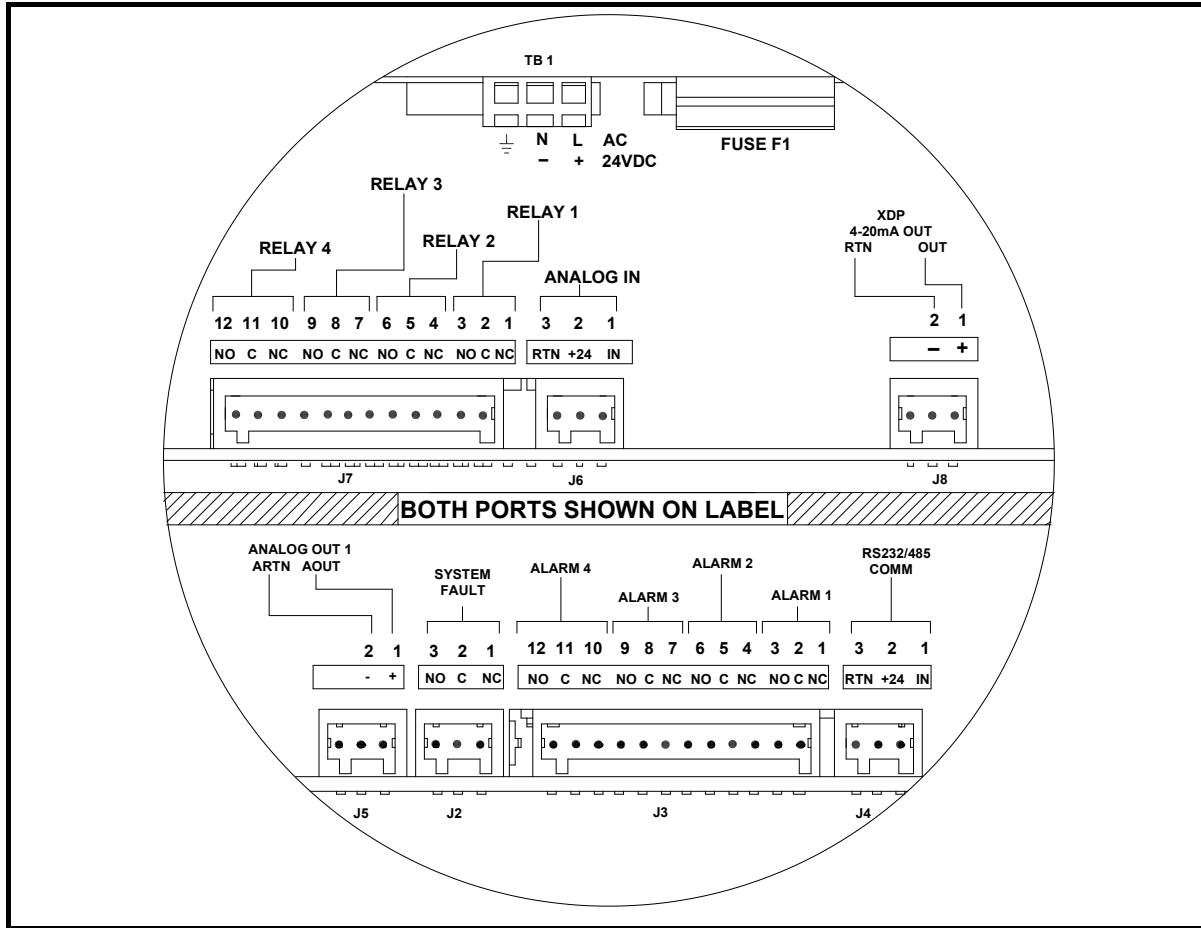 TB 1
N L AC
– + 24VDC
FUSE F1
RELAY 3
RELAY 1
RELAY 2
RELAY 4
ANALOG IN
XDP
4-20mA OUT
RTN OUT
12 11 10 9 8 7 6 5 4 3 2 1
3 2 1
2 1
NO C NC NO C NC NO C NC NO C NC
RTN +24 IN
– +
J7
J6
J8
BOTH PORTS SHOWN ON LABEL
ANALOG OUT 1
ARTN AOUT
SYSTEM
FAULT
ALARM 4
ALARM 3
ALARM 2
ALARM 1
RS232/485
COMM
2 1
3 2 1
12 11 10 9 8 7 6 5 4 3 2 1
3 2 1
- +
NO C NC
NO C NC NO C NC NO C NC NO C NC
RTN +24 IN
J5
J2
J3
J4